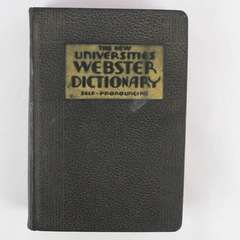 THE NEW
UNIVERSITIES
WEBSTER
DICTIONARY
SELF-PRONOUNCING